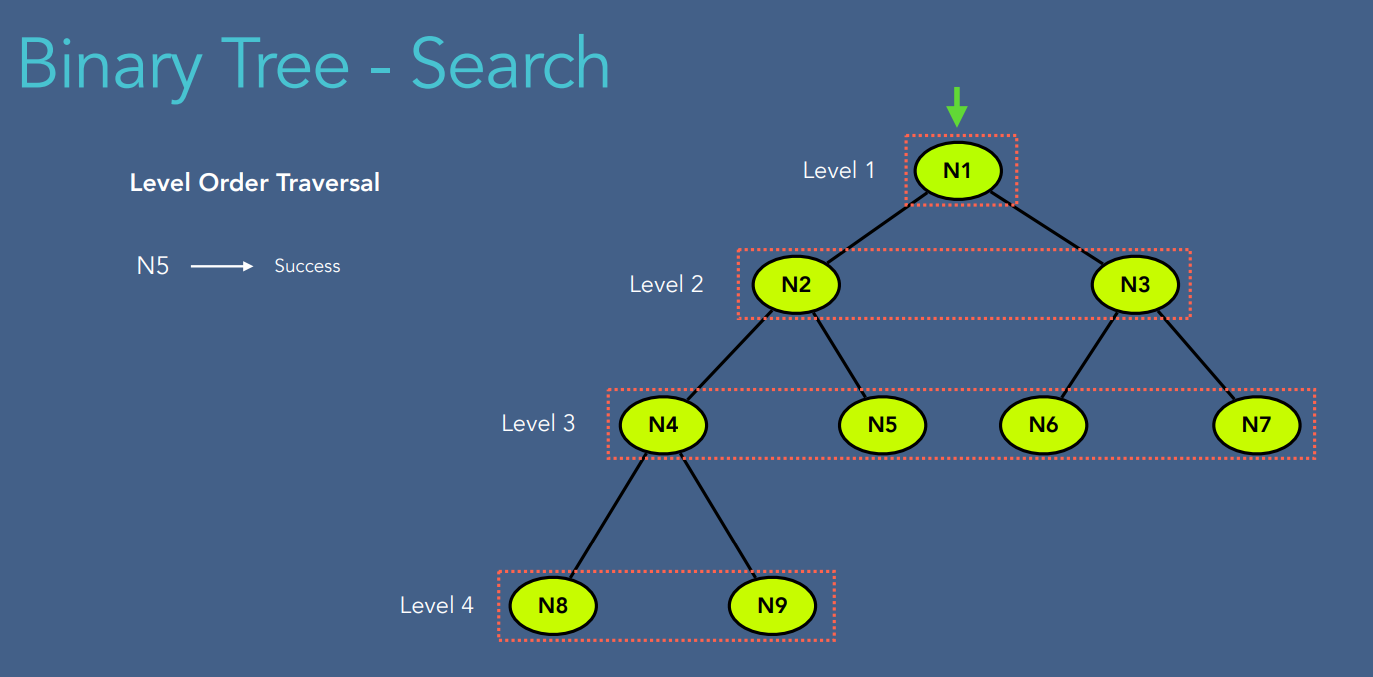 Binary Tree - Search
Level Order Traversal
N5 Success
Level 1 N1
Level 2 N2 N3
Level 3 N4 N5 N6 N7
Level 4 N8 N9